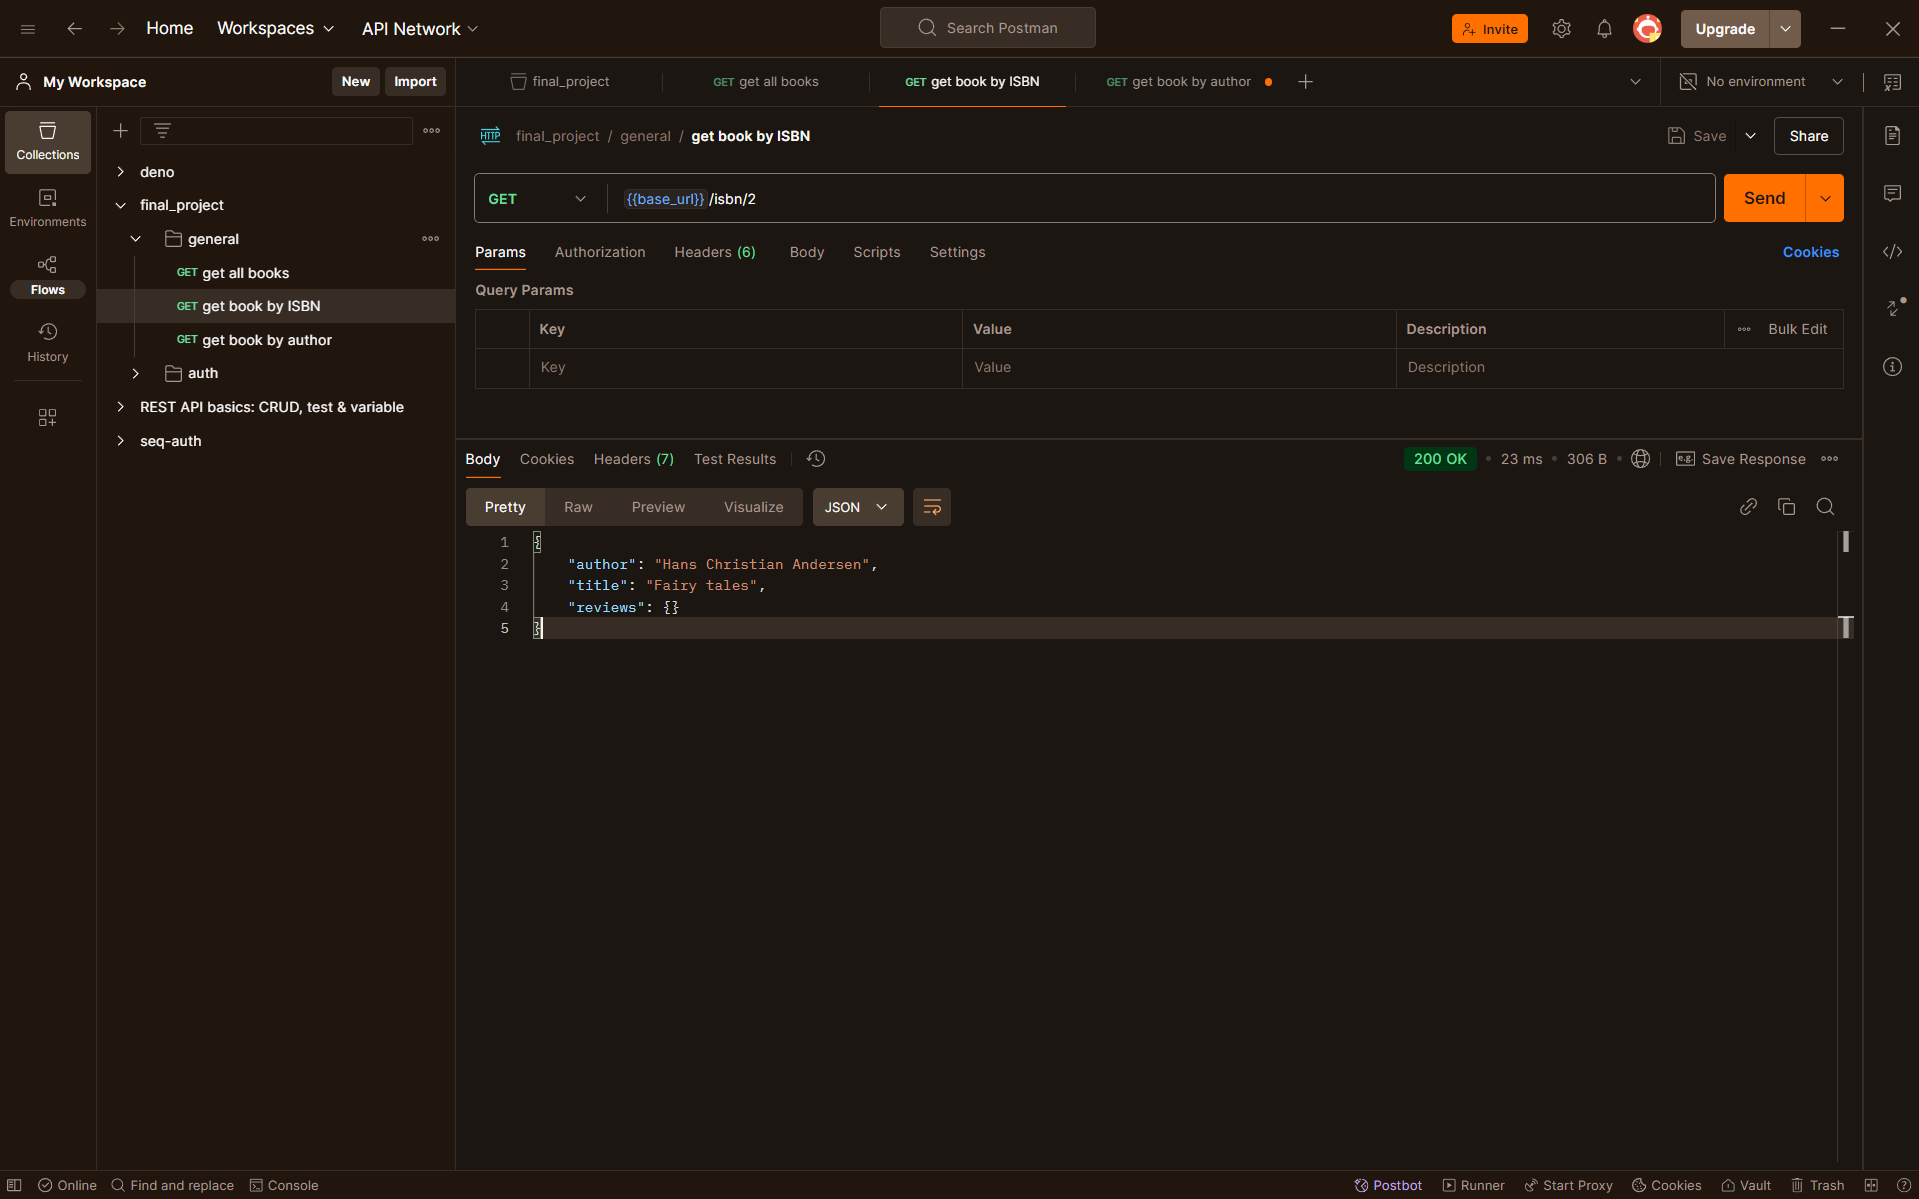 Home Workspaces API Network Search Postman Invite Upgrade
My Workspace New Import
final_project GET get all books GET get book by ISBN GET get book by author No environment
Collections
Environments
Flows
History
deno
final_project
general
GET get all books
GET get book by ISBN
GET get book by author
auth
REST API basics: CRUD, test & variable
seq-auth
HTTP final_project / general / get book by ISBN Save Share
GET {{base_url}} /isbn/2 Send
Params Authorization Headers (6) Body Scripts Settings Cookies
Query Params
Key Value Description Bulk Edit
Key Value Description
Body Cookies Headers (7) Test Results 200 OK • 23 ms • 306 B • e.g. Save Response
Pretty Raw Preview Visualize JSON
1 {
2 "author": "Hans Christian Andersen",
3 "title": "Fairy tales",
4 "reviews": {}
5 }
Online Find and replace Console Postbot Runner Start Proxy Cookies Vault Trash